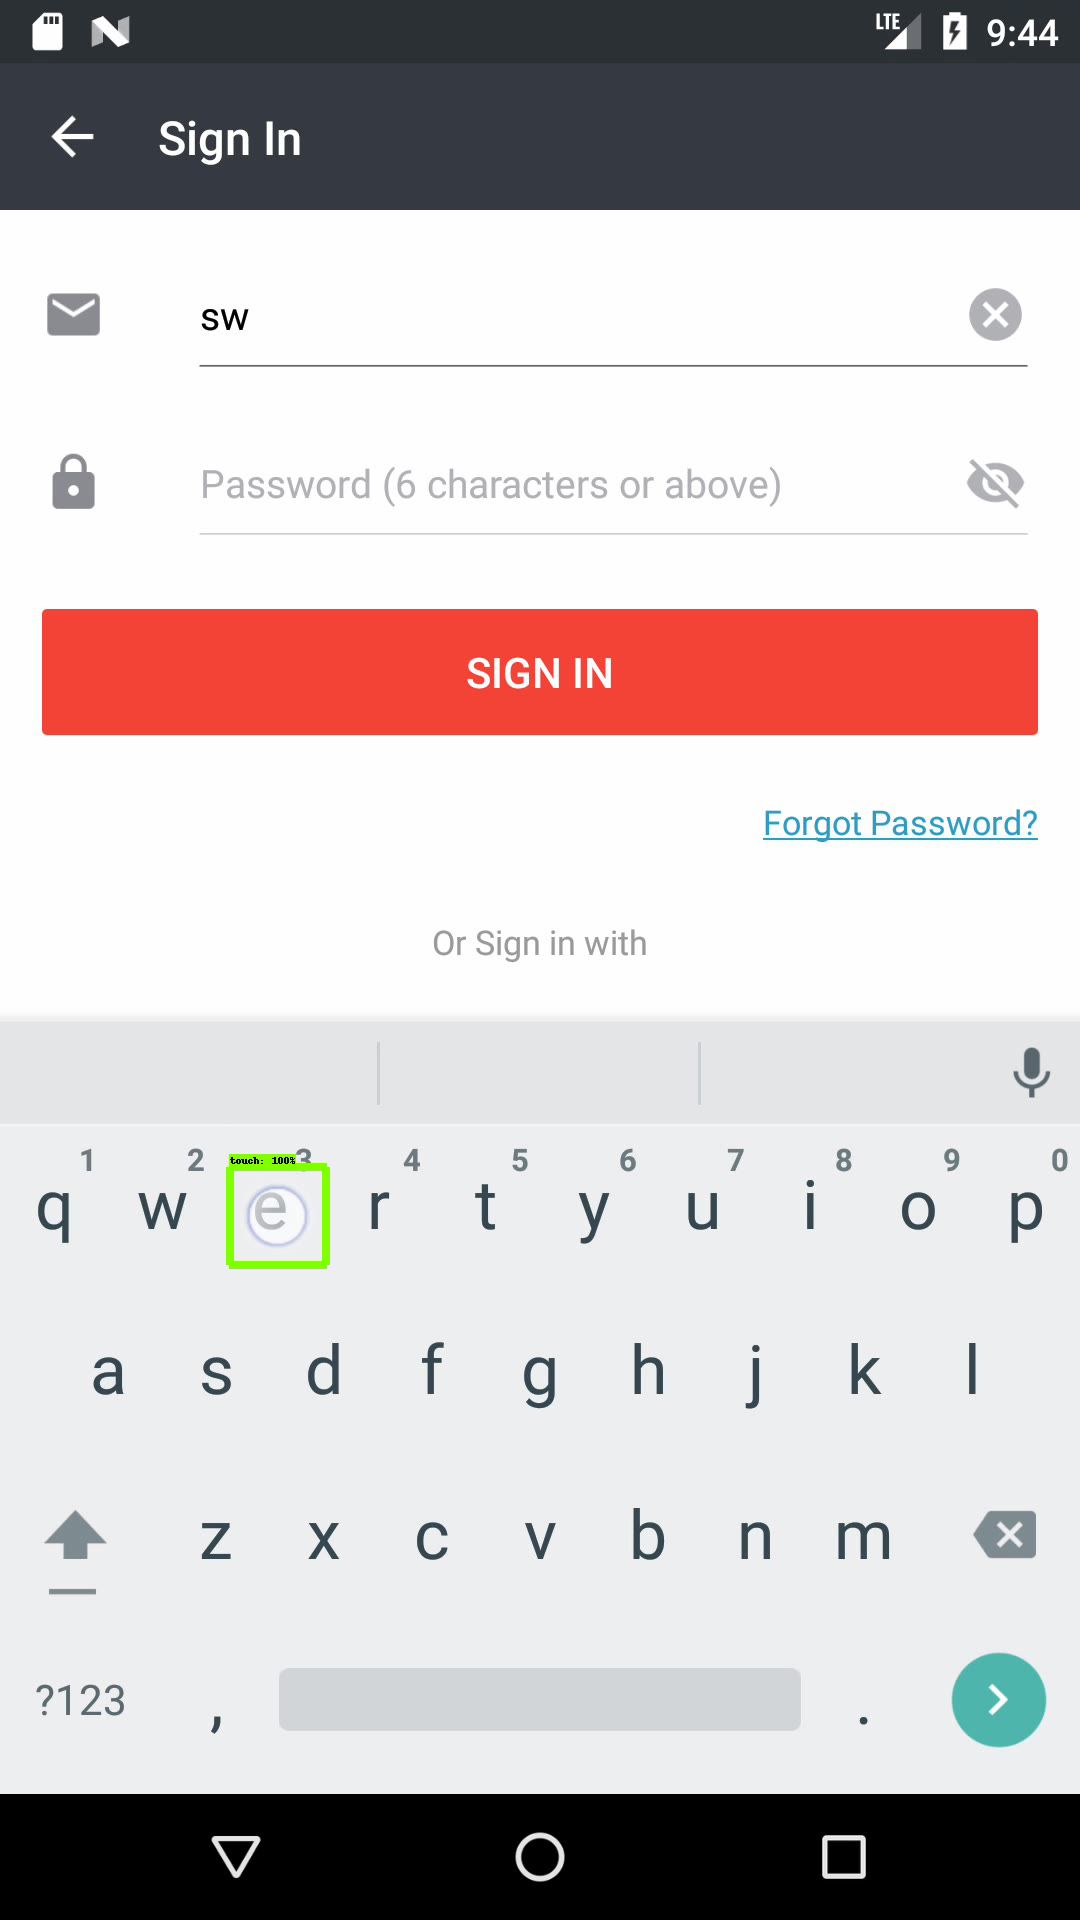 LTE 9:44
Sign In
sw
Password (6 characters or above)
SIGN IN
Forgot Password?
Or Sign in with
touch: 100%
1 2 3 4 5 6 7 8 9 0
q w e r t y u i o p
a s d f g h j k l
z x c v b n m
?123 , .